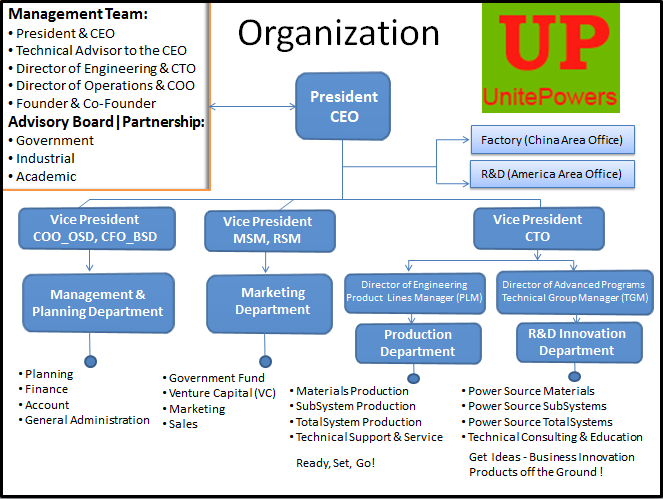 Management Team:
• President & CEO
• Technical Advisor to the CEO
• Director of Engineering & CTO
• Director of Operations & COO
• Founder & Co-Founder
Advisory Board|Partnership:
• Government
• Industrial
• Academic
Organization
UP
UnitePowers
President
CEO
Factory (China Area Office)
R&D (America Area Office)
Vice President
COO_OSD, CFO_BSD
Vice President
MSM, RSM
Vice President
CTO
Management &
Planning Department
Marketing
Department
Director of Engineering
Product Lines Manager (PLM)
Director of Advanced Programs
Technical Group Manager (TGM)
Production
Department
R&D Innovation
Department
• Planning
• Finance
• Account
• General Administration
• Government Fund
• Venture Capital (VC)
• Marketing
• Sales
• Materials Production
• SubSystem Production
• Total System Production
• Technical Support & Service
Ready, Set, Go!
• Power Source Materials
• Power Source SubSystems
• Power Source Total Systems
• Technical Consulting & Education
Get Ideas - Business Innovation
Products off the Ground !